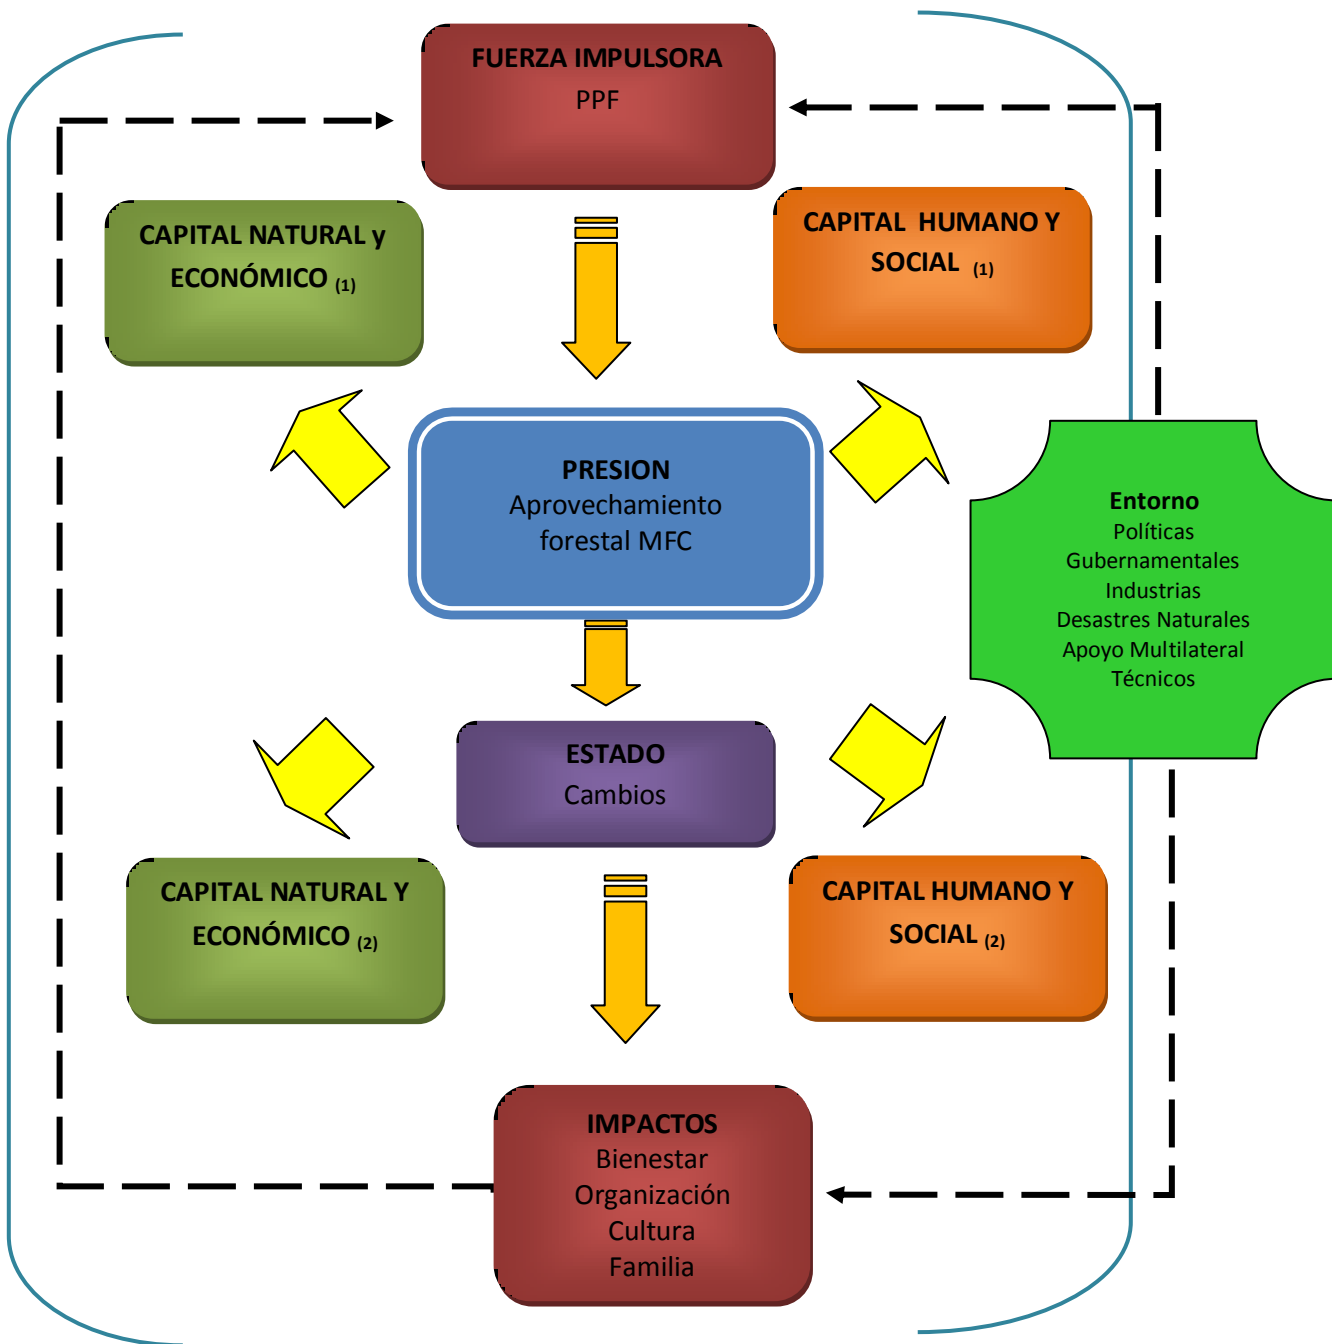 FUERZA IMPULSORA
PPF
CAPITAL NATURAL y
ECONÓMICO (1)
CAPITAL HUMANO Y
SOCIAL (1)
PRESION
Aprovechamiento
forestal MFC
Entorno
Políticas
Gubernamentales
Industrias
Desastres Naturales
Apoyo Multilateral
Técnicos
ESTADO
Cambios
CAPITAL NATURAL Y
ECONÓMICO (2)
CAPITAL HUMANO Y
SOCIAL (2)
IMPACTOS
Bienestar
Organización
Cultura
Familia